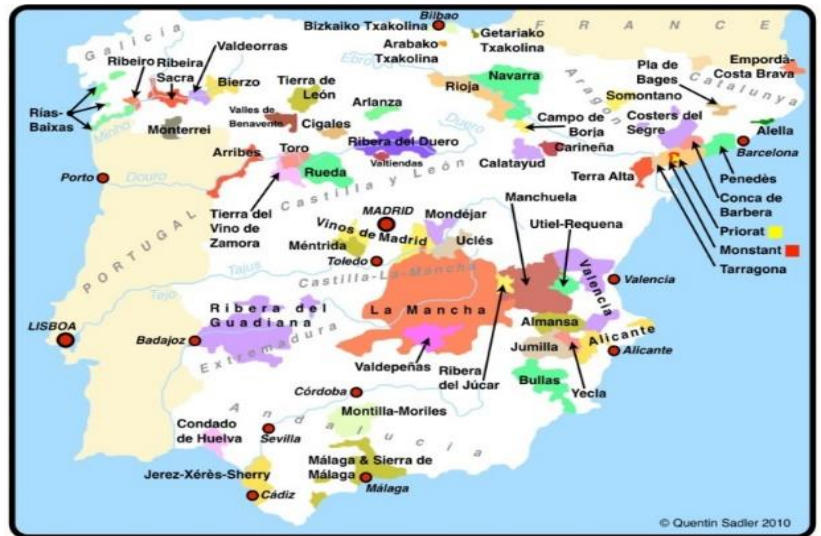 Bilbao
F R A N C E
Bizkaiko Txakolina
Getariako
Txakolina
Galicia
Ribeiro
Ribeira
Sacra
Valdeorras
Arabako
Txakolina
Ebro
Bierzo
Tierra de
León
Navarra
Rioja
Aragon
Pla de
Bages
Empordà-
Costa Brava
Catalunya
Somontano
Rías-
Baixas
Minho
Monterrei
Valles de
Benavente
Cigales
Arlanza
Duero
Campo de
Borja
Costers del
Segre
Alella
Barcelona
Arribes
Toro
Rueda
Ribera del Duero
Valtiendas
Calatayud
Carineña
Terra Alta
Penedès
Conca de
Barbera
Priorat
Monstant
Tarragona
Porto
Douro
Castilla y León
Tierra del
Vino de
Zamora
MADRID
Mondéjar
Manchuela
Utiel-Requena
Vinos de Madrid
Méntrida
Uclés
Toledo
PORTUGAL
Tajus
Tejo
Castilla-La-Mancha
Valencia
Valencia
LISBOA
Ribera del
Guadiana
Badajoz
Extremadura
La Mancha
Almansa
Alicante
Alicante
Jumilla
Valdepeñas
Ribera
del Júcar
Bullas
Yecla
Córdoba
Montilla-Moriles
Andalucia
Condado
de Huelva
Sevilla
Jerez-Xérès-Sherry
Málaga & Sierra de
Málaga
Málaga
Cádiz
© Quentin Sadler 2010